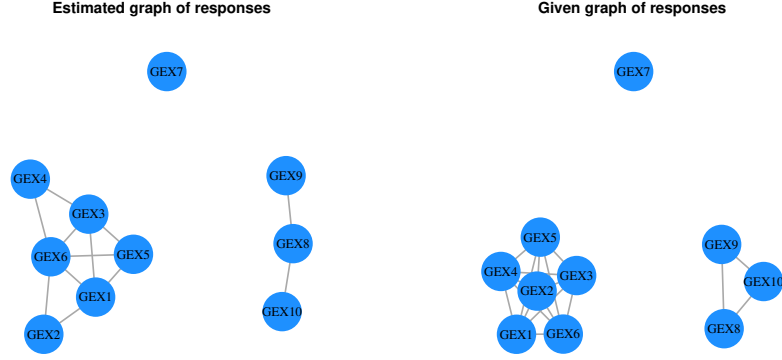 Estimated graph of responses
GEX7
GEX4
GEX3
GEX9
GEX6
GEX5
GEX8
GEX1
GEX2
GEX10
Given graph of responses
GEX7
GEX5
GEX9
GEX4
GEX3
GEX10
GEX2
GEX1
GEX6
GEX8